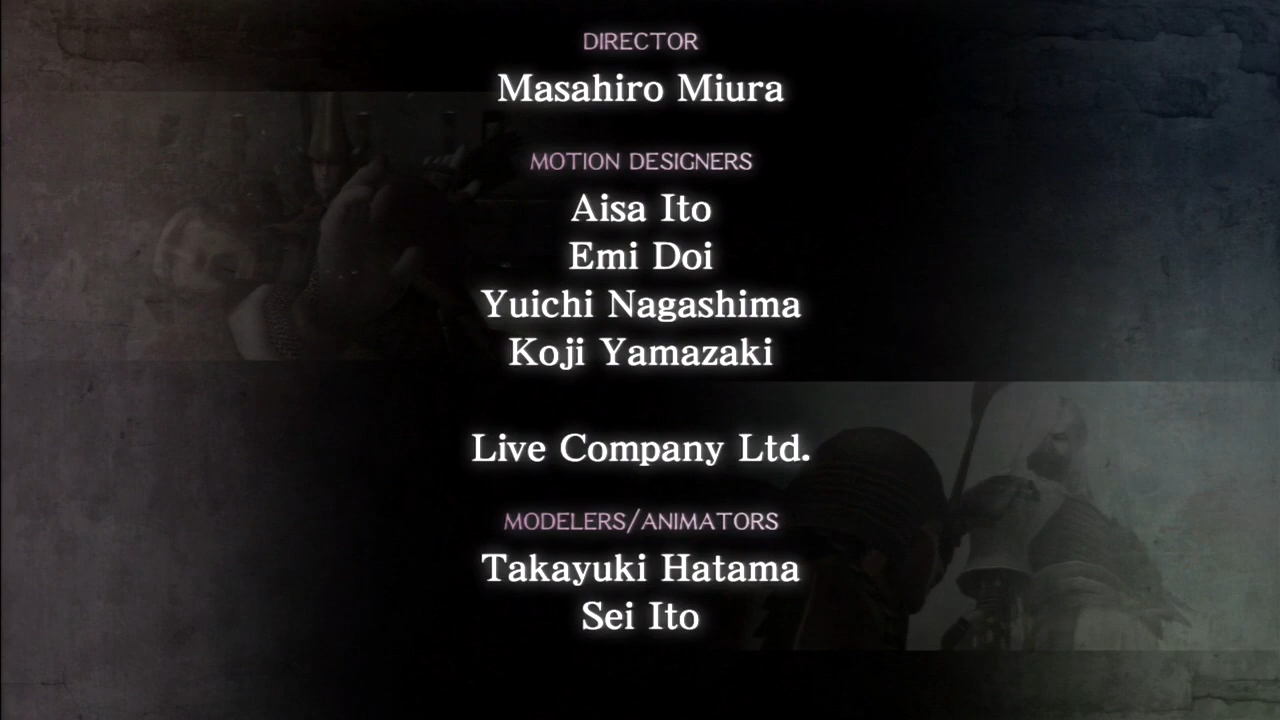 DIRECTOR
Masahiro Miura
MOTION DESIGNERS
Aisa Ito
Emi Doi
Yuichi Nagashima
Koji Yamazaki
Live Company Ltd.
MODELERS/ANIMATORS
Takayuki Hatama
Sei Ito